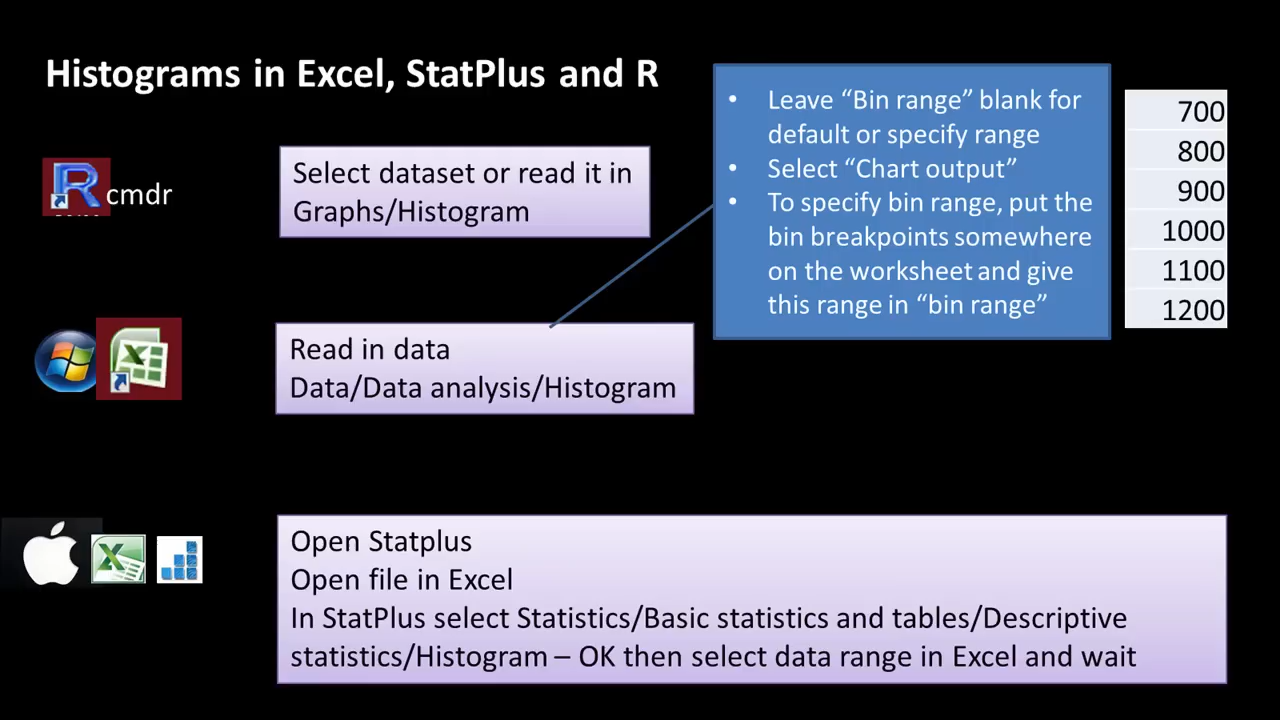 Histograms in Excel, StatPlus and R
cmdr
Select dataset or read it in
Graphs/Histogram
• Leave “Bin range” blank for
default or specify range
• Select “Chart output”
• To specify bin range, put the
bin breakpoints somewhere
on the worksheet and give
this range in “bin range”
700
800
900
1000
1100
1200
Read in data
Data/Data analysis/Histogram
Open Statplus
Open file in Excel
In StatPlus select Statistics/Basic statistics and tables/Descriptive
statistics/Histogram – OK then select data range in Excel and wait